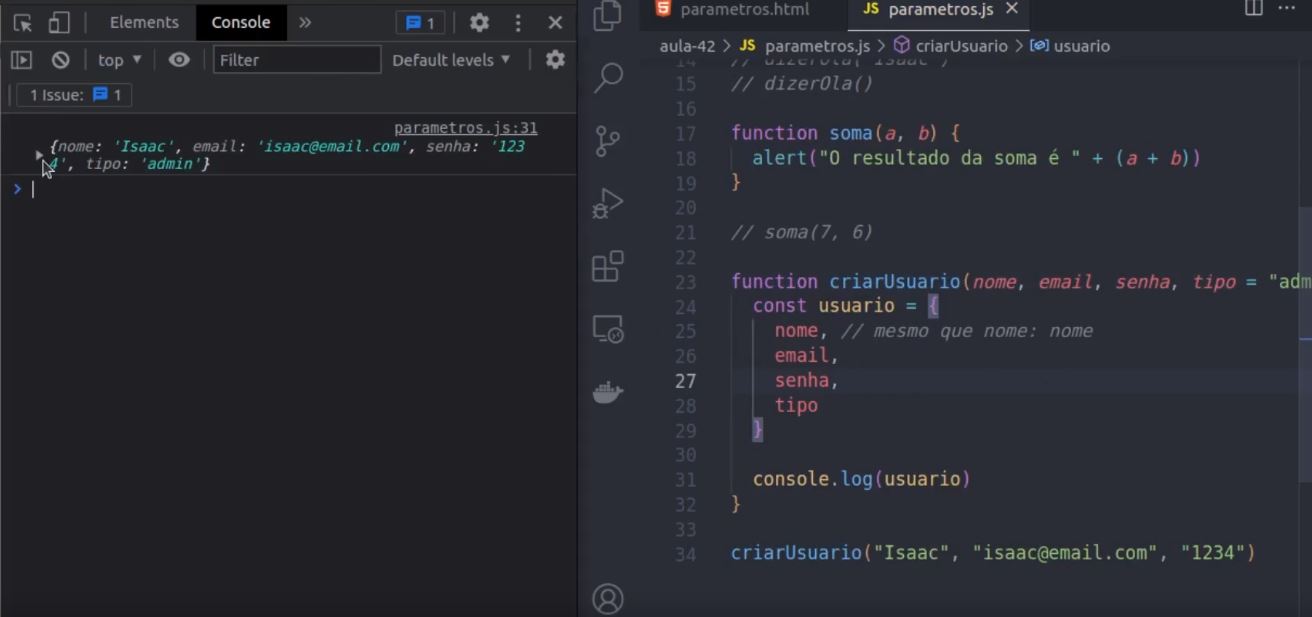 Elements Console » 1
top Filter Default levels
1 Issue: 1
parametros.js:31
{nome: 'Isaac', email: 'isaac@email.com', senha: '123
4', tipo: 'admin'}
>
parametros.html JS parametros.js
aula-42 > JS parametros.js > criarUsuario > usuario
14 // dizerOla("Isaac")
15 // dizerOla()
16
17 function soma(a, b) {
18 alert("O resultado da soma é " + (a + b))
19 }
20
21 // soma(7, 6)
22
23 function criarUsuario(nome, email, senha, tipo = "adm
24 const usuario = {
25 nome, // mesmo que nome: nome
26 email,
27 senha,
28 tipo
29 }
30
31 console.log(usuario)
32 }
33
34 criarUsuario("Isaac", "isaac@email.com", "1234")